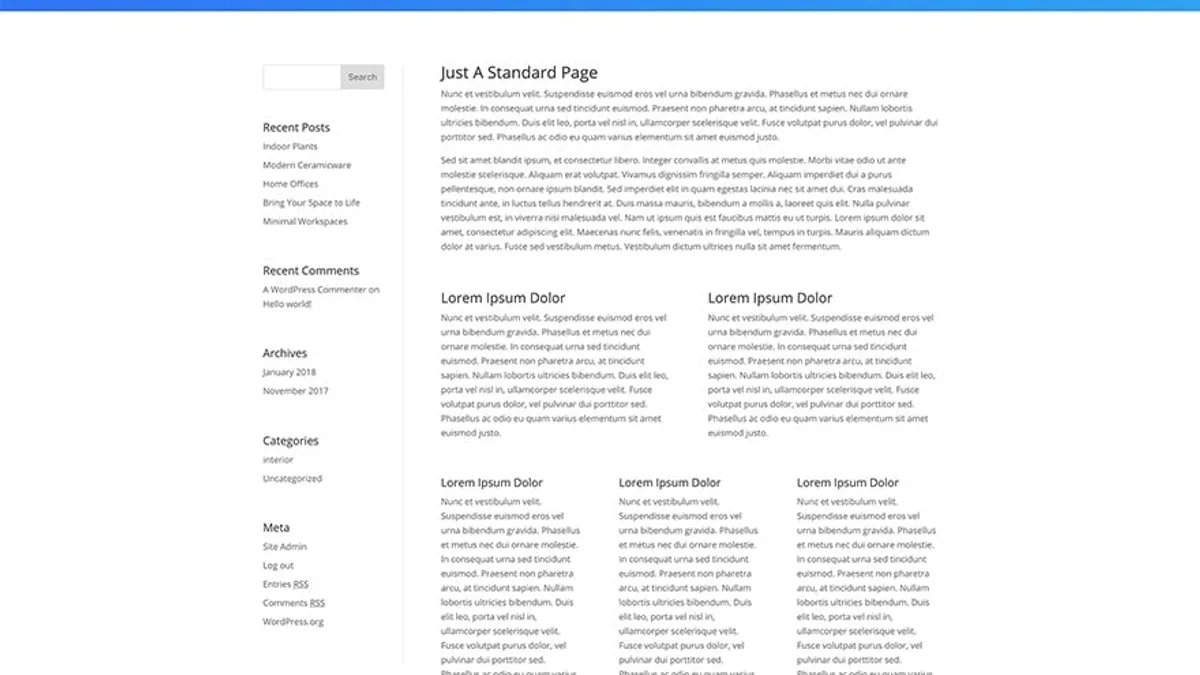 Search
Recent Posts
Indoor Plants
Modern Ceramicware
Home Offices
Bring Your Space to Life
Minimal Workspaces
Recent Comments
A WordPress Commenter on
Hello world!
Archives
January 2018
November 2017
Categories
interior
Uncategorized
Meta
Site Admin
Log out
Entries RSS
Comments RSS
WordPress.org
Just A Standard Page
Nunc et vestibulum velit. Suspendisse euismod eros vel urna bibendum gravida. Phasellus et metus nec dui ornare
molestie. In consequat urna sed tincidunt euismod. Praesent non pharetra arcu, at tincidunt sapien. Nullam lobortis
ultricies bibendum. Duis elit leo, porta vel nisl in, ullamcorper scelerisque velit. Fusce volutpat purus dolor, vel pulvinar dui
porttitor sed. Phasellus ac odio eu quam varius elementum sit amet euismod justo.
Sed sit amet blandit ipsum, et consectetur libero. Integer convallis at metus quis molestie. Morbi vitae odio ut ante
molestie scelerisque. Aliquam erat volutpat. Vivamus dignissim fringilla semper. Aliquam imperdiet dui a purus
pellentesque, non ornare ipsum blandit. Sed imperdiet elit in quam egestas lacinia nec sit amet dui. Cras malesuada
tincidunt ante, in luctus tellus hendrerit at. Duis massa mauris, bibendum a mollis a, laoreet quis elit. Nulla pulvinar
vestibulum est, in viverra nisi malesuada vel. Nam ut ipsum quis est faucibus mattis eu ut turpis. Lorem ipsum dolor sit
amet, consectetur adipiscing elit. Maecenas nunc felis, venenatis in fringilla vel, tempus in turpis. Mauris aliquam dictum
dolor at varius. Fusce sed vestibulum metus. Vestibulum dictum ultrices nulla sit amet fermentum.
Lorem Ipsum Dolor
Nunc et vestibulum velit. Suspendisse euismod eros vel
urna bibendum gravida. Phasellus et metus nec dui
ornare molestie. In consequat urna sed tincidunt
euismod. Praesent non pharetra arcu, at tincidunt
sapien. Nullam lobortis ultricies bibendum. Duis elit leo,
porta vel nisl in, ullamcorper scelerisque velit. Fusce
volutpat purus dolor, vel pulvinar dui porttitor sed.
Phasellus ac odio eu quam varius elementum sit amet
euismod justo.
Lorem Ipsum Dolor
Nunc et vestibulum velit. Suspendisse euismod eros vel
urna bibendum gravida. Phasellus et metus nec dui
ornare molestie. In consequat urna sed tincidunt
euismod. Praesent non pharetra arcu, at tincidunt
sapien. Nullam lobortis ultricies bibendum. Duis elit leo,
porta vel nisl in, ullamcorper scelerisque velit. Fusce
volutpat purus dolor, vel pulvinar dui porttitor sed.
Phasellus ac odio eu quam varius elementum sit amet
euismod justo.
Lorem Ipsum Dolor
Nunc et vestibulum velit.
Suspendisse euismod eros vel
urna bibendum gravida. Phasellus
et metus nec dui ornare molestie.
In consequat urna sed tincidunt
euismod. Praesent non pharetra
arcu, at tincidunt sapien. Nullam
lobortis ultricies bibendum. Duis
elit leo, porta vel nisl in,
ullamcorper scelerisque velit.
Fusce volutpat purus dolor, vel
pulvinar dui porttitor sed.
Phasellus ac odio eu quam varius
Lorem Ipsum Dolor
Nunc et vestibulum velit.
Suspendisse euismod eros vel
urna bibendum gravida. Phasellus
et metus nec dui ornare molestie.
In consequat urna sed tincidunt
euismod. Praesent non pharetra
arcu, at tincidunt sapien. Nullam
lobortis ultricies bibendum. Duis
elit leo, porta vel nisl in,
ullamcorper scelerisque velit.
Fusce volutpat purus dolor, vel
pulvinar dui porttitor sed.
Phasellus ac odio eu quam varius
Lorem Ipsum Dolor
Nunc et vestibulum velit.
Suspendisse euismod eros vel
urna bibendum gravida. Phasellus
et metus nec dui ornare molestie.
In consequat urna sed tincidunt
euismod. Praesent non pharetra
arcu, at tincidunt sapien. Nullam
lobortis ultricies bibendum. Duis
elit leo, porta vel nisl in,
ullamcorper scelerisque velit.
Fusce volutpat purus dolor, vel
pulvinar dui porttitor sed.
Phasellus ac odio eu quam varius